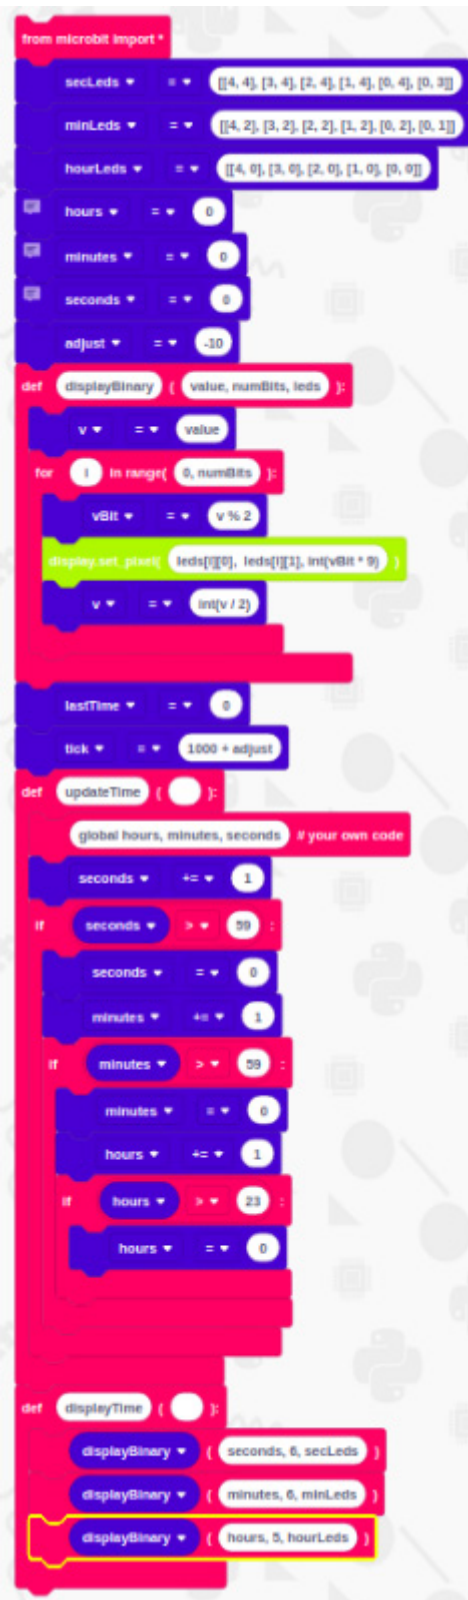 from microbit import *
secLeds = [[4, 4], [3, 4], [2, 4], [1, 4], [0, 4], [0, 3]]
minLeds = [[4, 2], [3, 2], [2, 2], [1, 2], [0, 2], [0, 1]]
hourLeds = [[4, 0], [3, 0], [2, 0], [1, 0], [0, 0]]
hours = 0
minutes = 0
seconds = 0
adjust = -10
def displayBinary ( value, numBits, leds ):
v = value
for i in range( 0, numBits ):
vBit = v % 2
display.set_pixel( leds[i][0], leds[i][1], int(vBit * 9) )
v = int(v / 2)
lastTime = 0
tick = 1000 + adjust
def updateTime ( ):
global hours, minutes, seconds # your own code
seconds += 1
if seconds > 59 :
seconds = 0
minutes += 1
if minutes > 59 :
minutes = 0
hours += 1
if hours > 23 :
hours = 0
def displayTime ( ):
displayBinary ( seconds, 6, secLeds )
displayBinary ( minutes, 6, minLeds )
displayBinary ( hours, 5, hourLeds )